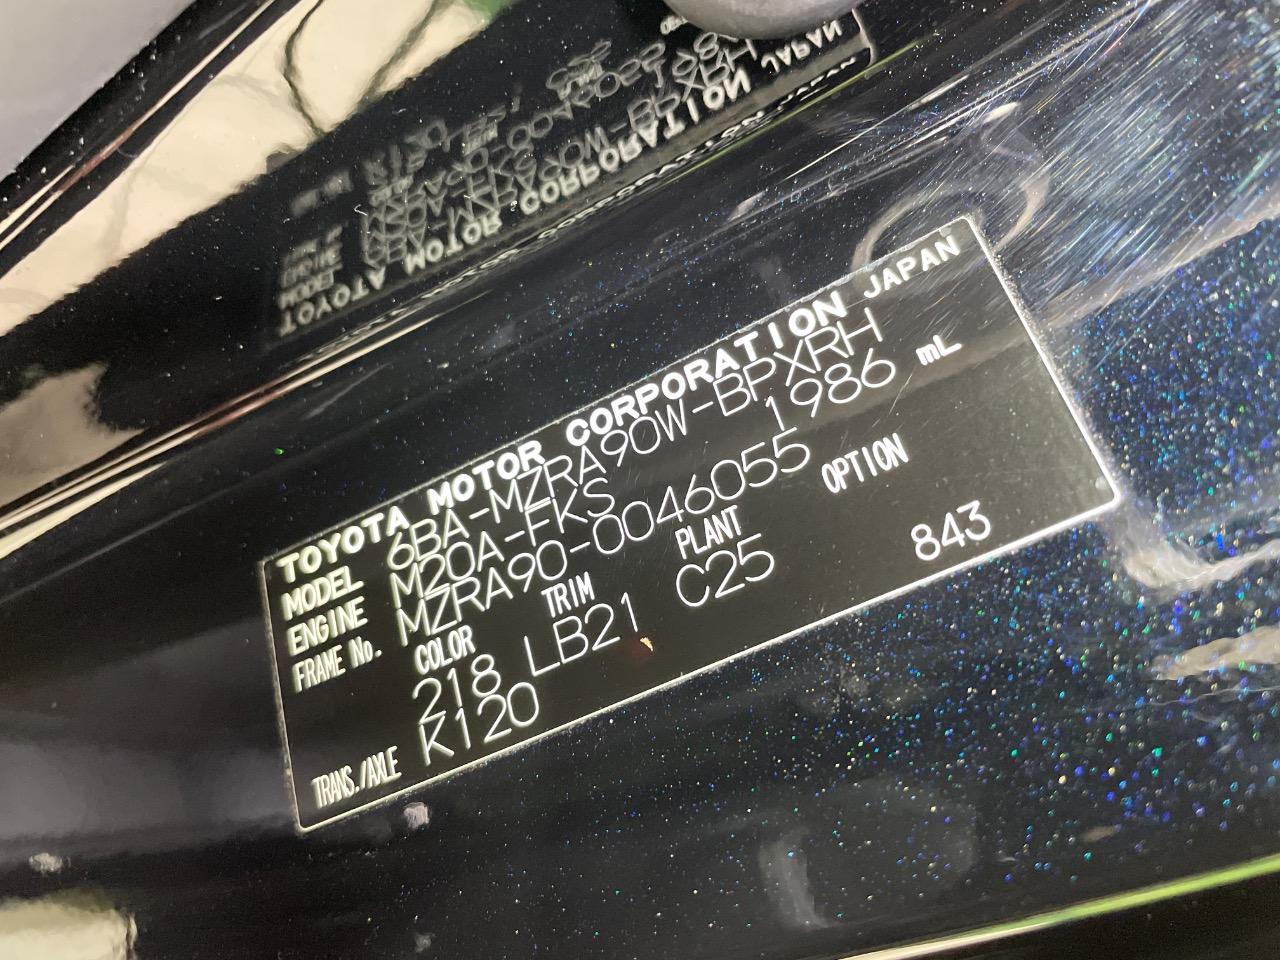 TOYOTA MOTOR CORPORATION JAPAN
MODEL 6BA-MZRA90W-BPXRH
ENGINE M20A-FKS 1986 mL
FRAME No. MZRA90-0046055
COLOR TRIM PLANT OPTION
218 LB21 C25 843
TRANS./AXLE K120